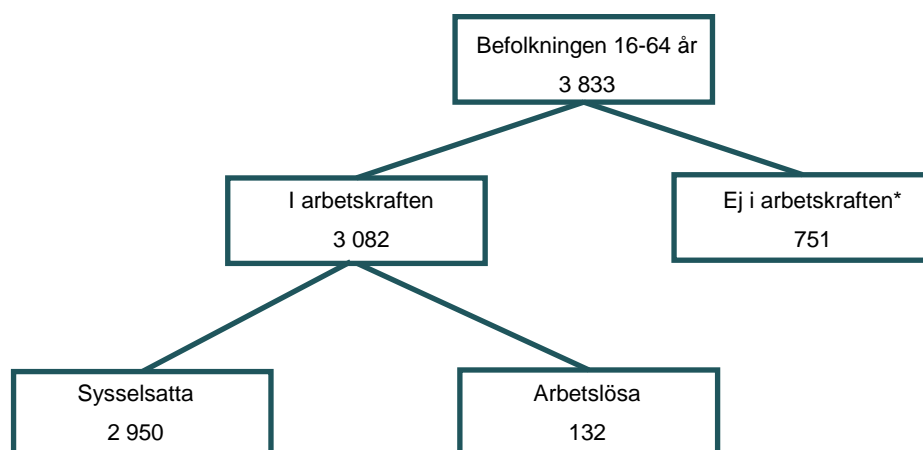 Befolkningen 16-64 år
3 833
I arbetskraften
3 082
Ej i arbetskraften*
751
Sysselsatta
2 950
Arbetslösa
132